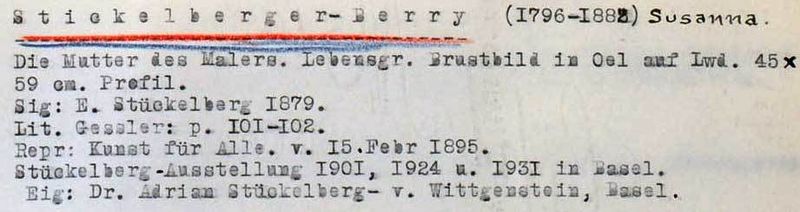 Stickelberger-Berry (1796-1882) Susanna.
Die Mutter des Malers. Lebensgr. Brustbild in Oel auf Lwd. 45x
59 cm. Profil.
Sig: E. Stückelberg 1879.
Lit. Gessler: p. 101-102.
Repr: Kunst für Alle. v. 15.Febr 1895.
Stückelberg-Ausstellung 1901, 1924 u. 1931 in Basel.
Eig: Dr. Adrian Stückelberg- v. Wittgenstein, Basel.